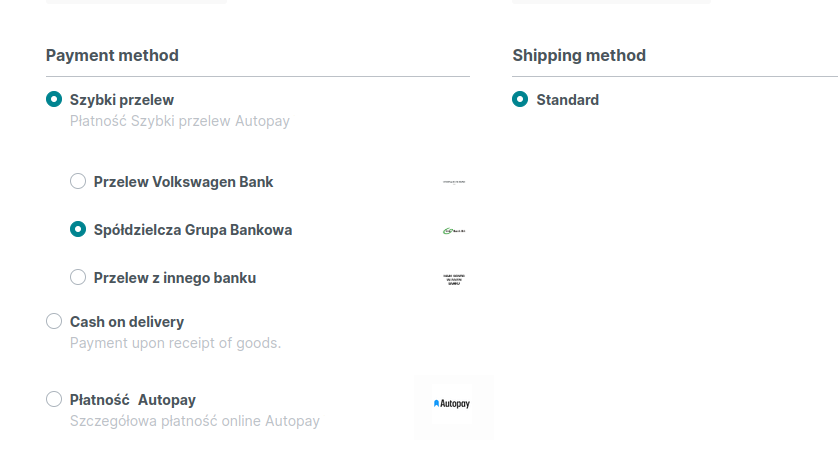 Payment method
Szybki przelew
Płatność Szybki przelew Autopay
Przelew Volkswagen Bank
Spółdzielcza Grupa Bankowa
Przelew z innego banku
Cash on delivery
Payment upon receipt of goods.
Płatność Autopay
Autopay
Szczegółowa płatność online Autopay
Shipping method
Standard